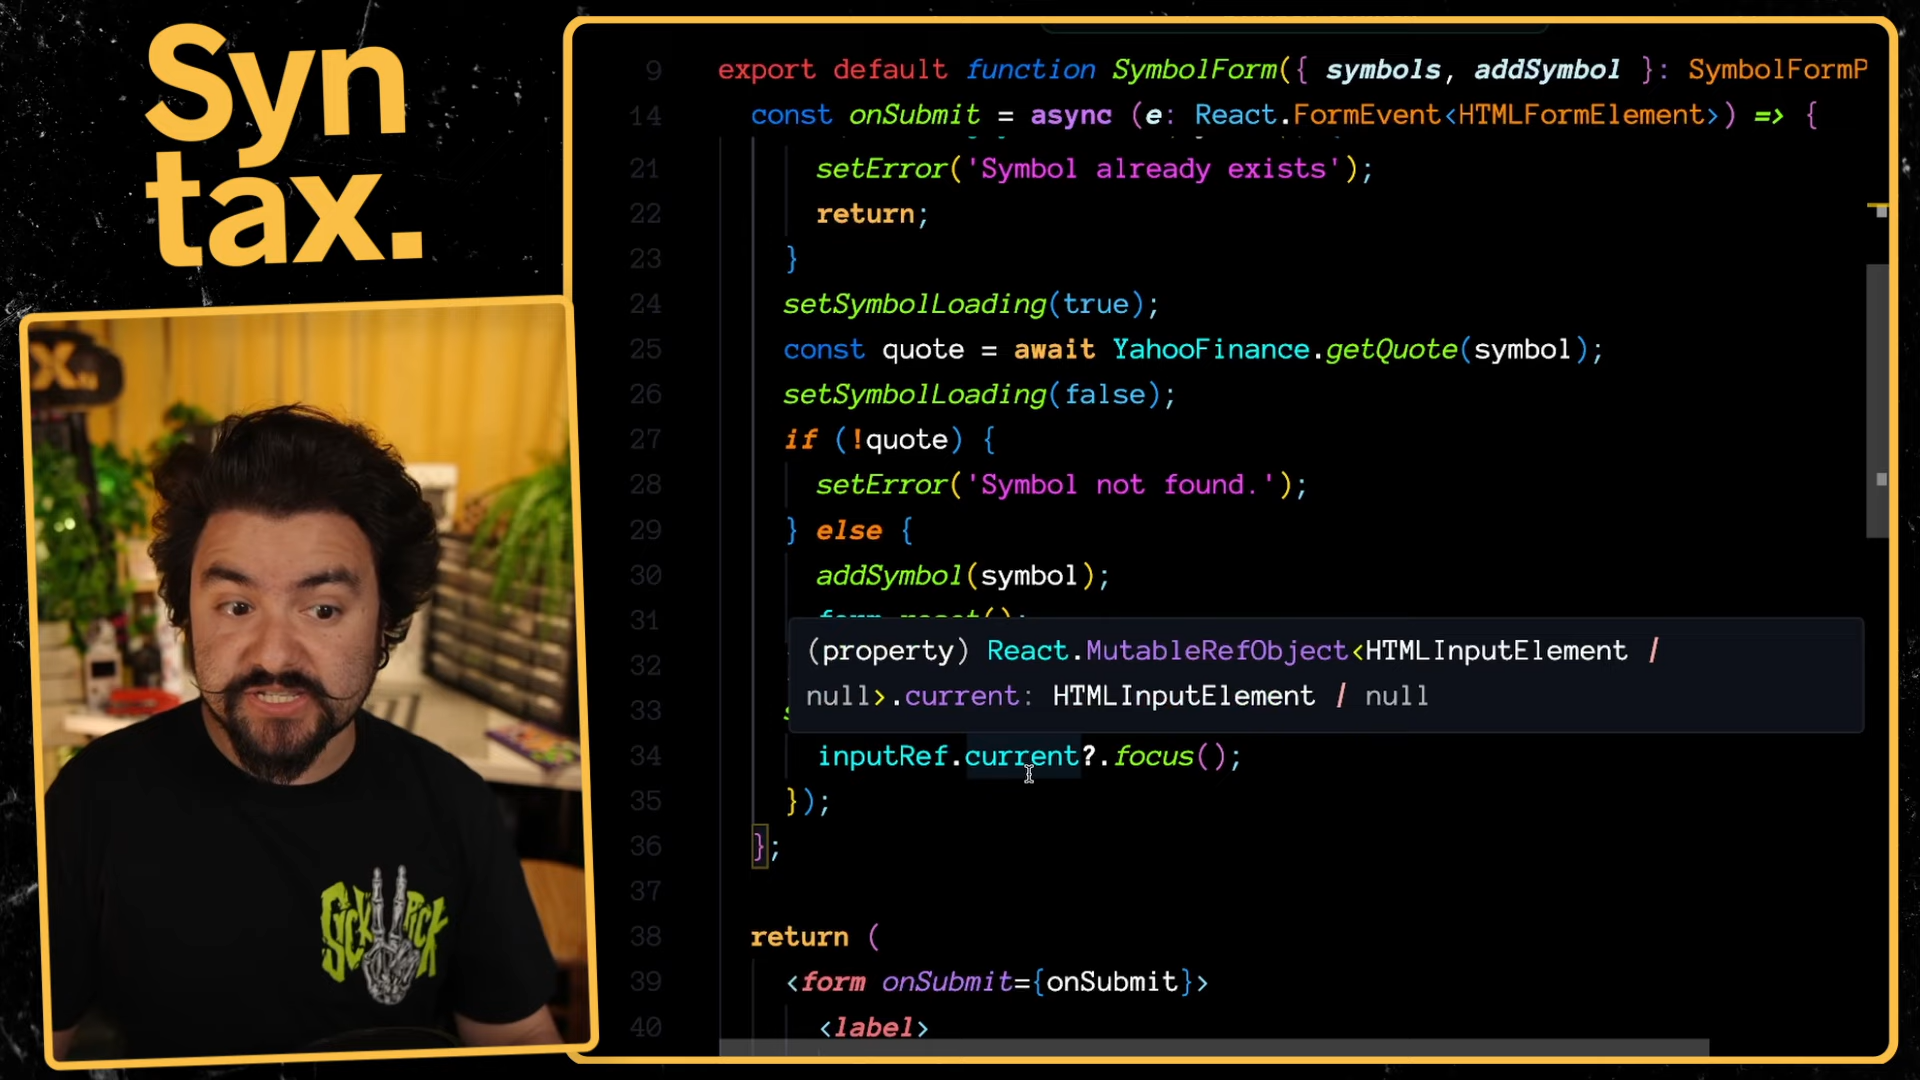 Syn
tax.
X.
SICK PICK
9 export default function SymbolForm({ symbols, addSymbol }: SymbolFormP
14 const onSubmit = async (e: React.FormEvent<HTMLFormElement>) => {
21 setError('Symbol already exists');
22 return;
23 }
24 setSymbolLoading(true);
25 const quote = await YahooFinance.getQuote(symbol);
26 setSymbolLoading(false);
27 if (!quote) {
28 setError('Symbol not found.');
29 } else {
30 addSymbol(symbol);
31 form.reset();
(property) React.MutableRefObject<HTMLInputElement |
32 null>.current: HTMLInputElement | null
33
34 inputRef.current?.focus();
35 });
36 };
37
38 return (
39 <form onSubmit={onSubmit}>
40 <label>